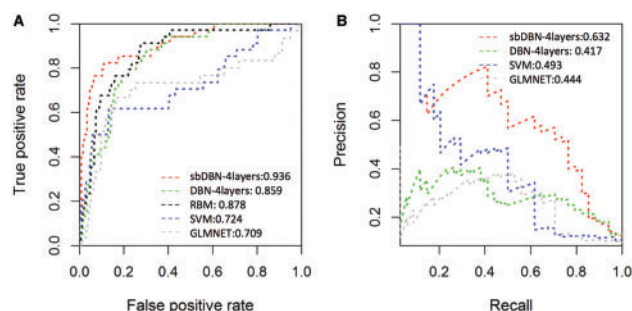 A
True positive rate
1.0
0.8
0.6
0.4
0.2
0.0
sbDBN-4layers:0.936
DBN-4layers: 0.859
RBM: 0.878
SVM: 0.724
GLMNET:0.709
0.0 0.2 0.4 0.6 0.8 1.0
False positive rate
B
Precision
1.0
0.8
0.6
0.4
0.2
sbDBN-4layers:0.632
DBN-4layers: 0.417
SVM:0.493
GLMNET:0.444
0.2 0.4 0.6 0.8 1.0
Recall